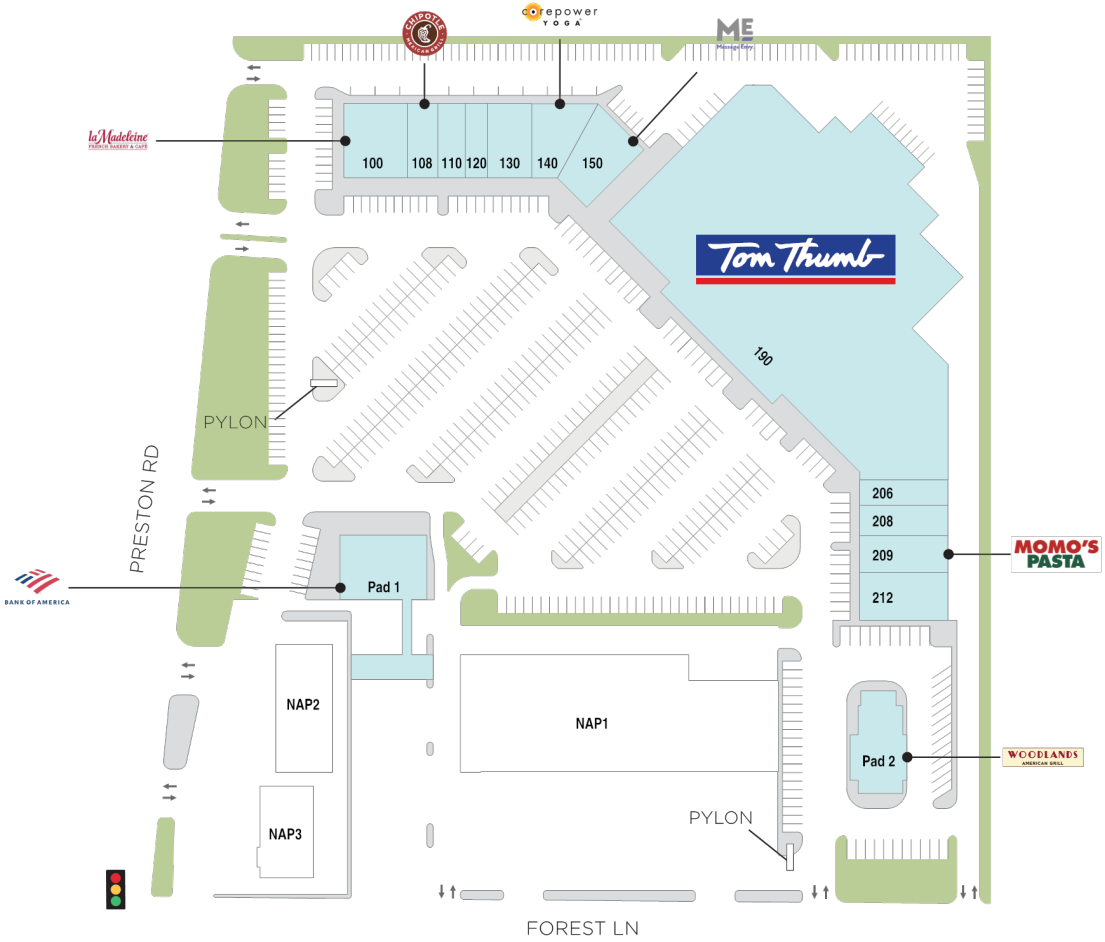 CHIPOTLE
MEXICAN GRILL
corepower
YOGA
ME
Massage Envy
la Madeleine
FRENCH BAKERY & CAFÉ
100
108
110
120
130
140
150
Tom Thumb
190
PYLON
PRESTON RD
206
208
209
212
MOMO'S
PASTA
BANK OF AMERICA
Pad 1
NAP2
NAP1
Pad 2
WOODLANDS
AMERICAN GRILL
PYLON
NAP3
FOREST LN